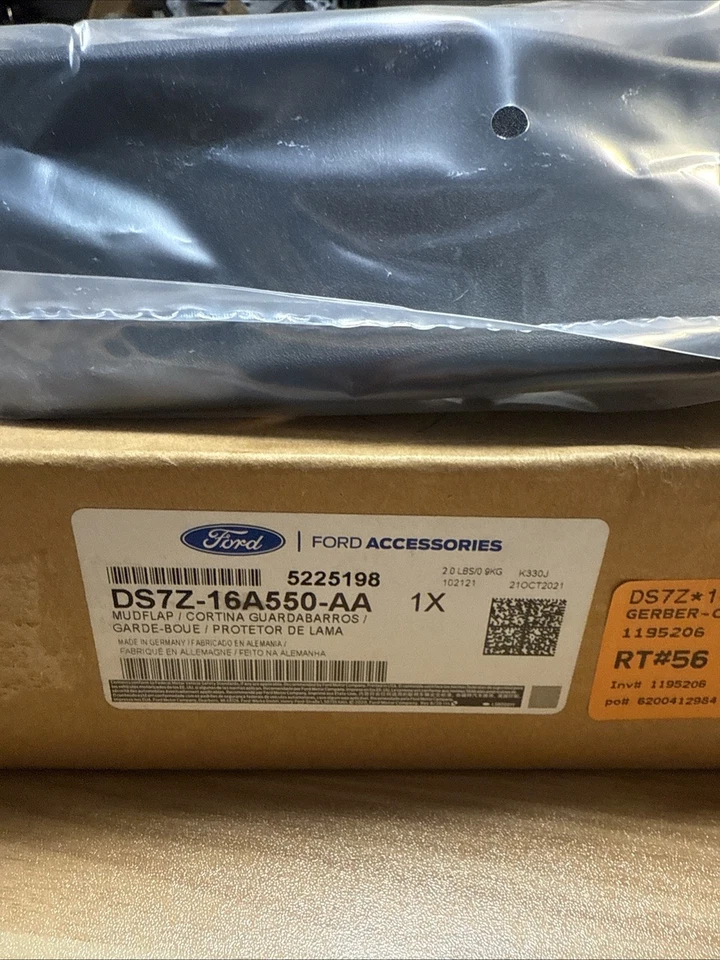 Ford | FORD ACCESSORIES
5225198
2.0 LBS/0.9KG K330J
102121 21OCT2021
DS7Z-16A550-AA 1X
MUDFLAP / CORTINA GUARDABARROS /
GARDE-BOUE / PROTETOR DE LAMA
MADE IN GERMANY / FABRICADO EN ALEMANIA /
FABRIQUÉ EN ALLEMAGNE / FEITO NA ALEMANHA
DS7Z*1
GERBER-C
1195206
RT#56
Inv# 1195206
po# 6200412984